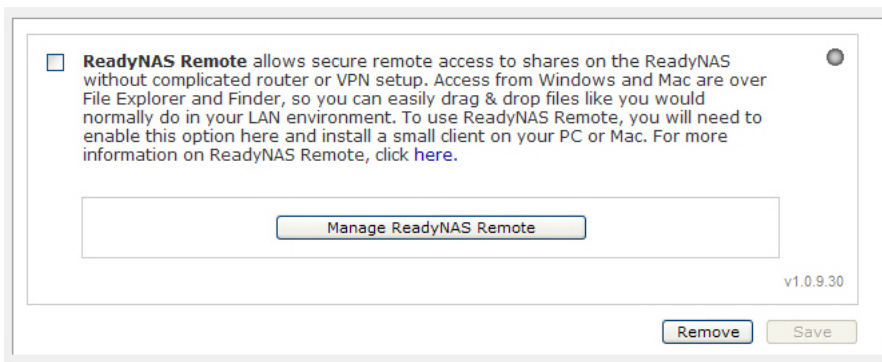 ReadyNAS Remote allows secure remote access to shares on the ReadyNAS
without complicated router or VPN setup. Access from Windows and Mac are over
File Explorer and Finder, so you can easily drag & drop files like you would
normally do in your LAN environment. To use ReadyNAS Remote, you will need to
enable this option here and install a small client on your PC or Mac. For more
information on ReadyNAS Remote, click here.
Manage ReadyNAS Remote
v1.0.9.30
Remove Save